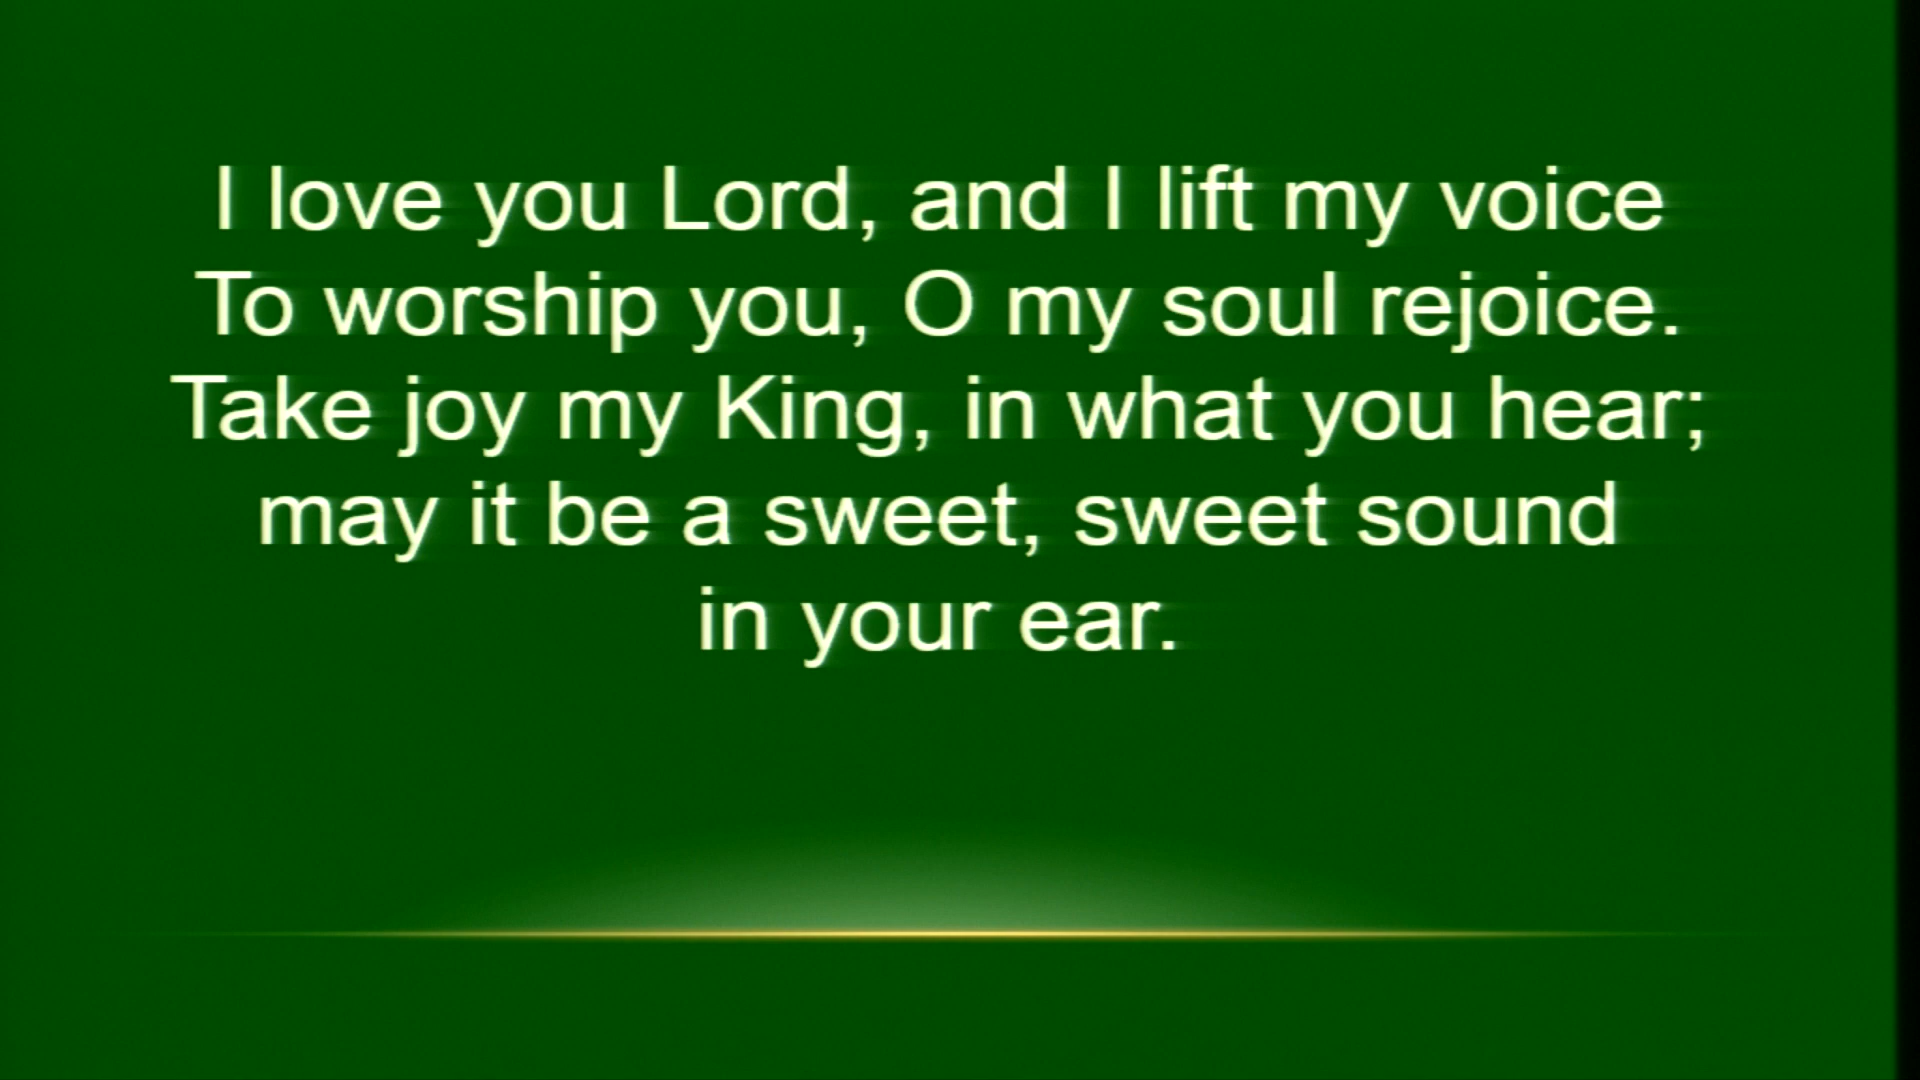 I love you Lord, and I lift my voice
To worship you, O my soul rejoice.
Take joy my King, in what you hear;
may it be a sweet, sweet sound
in your ear.